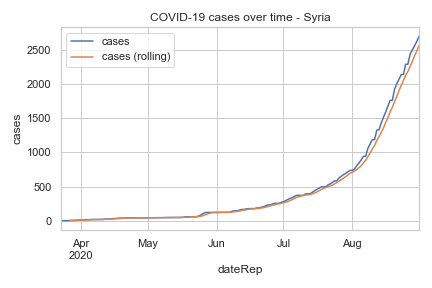 COVID-19 cases over time - Syria
cases
cases (rolling)
2500
2000
1500
1000
500
0
cases
Apr
2020
May
Jun
Jul
Aug
dateRep